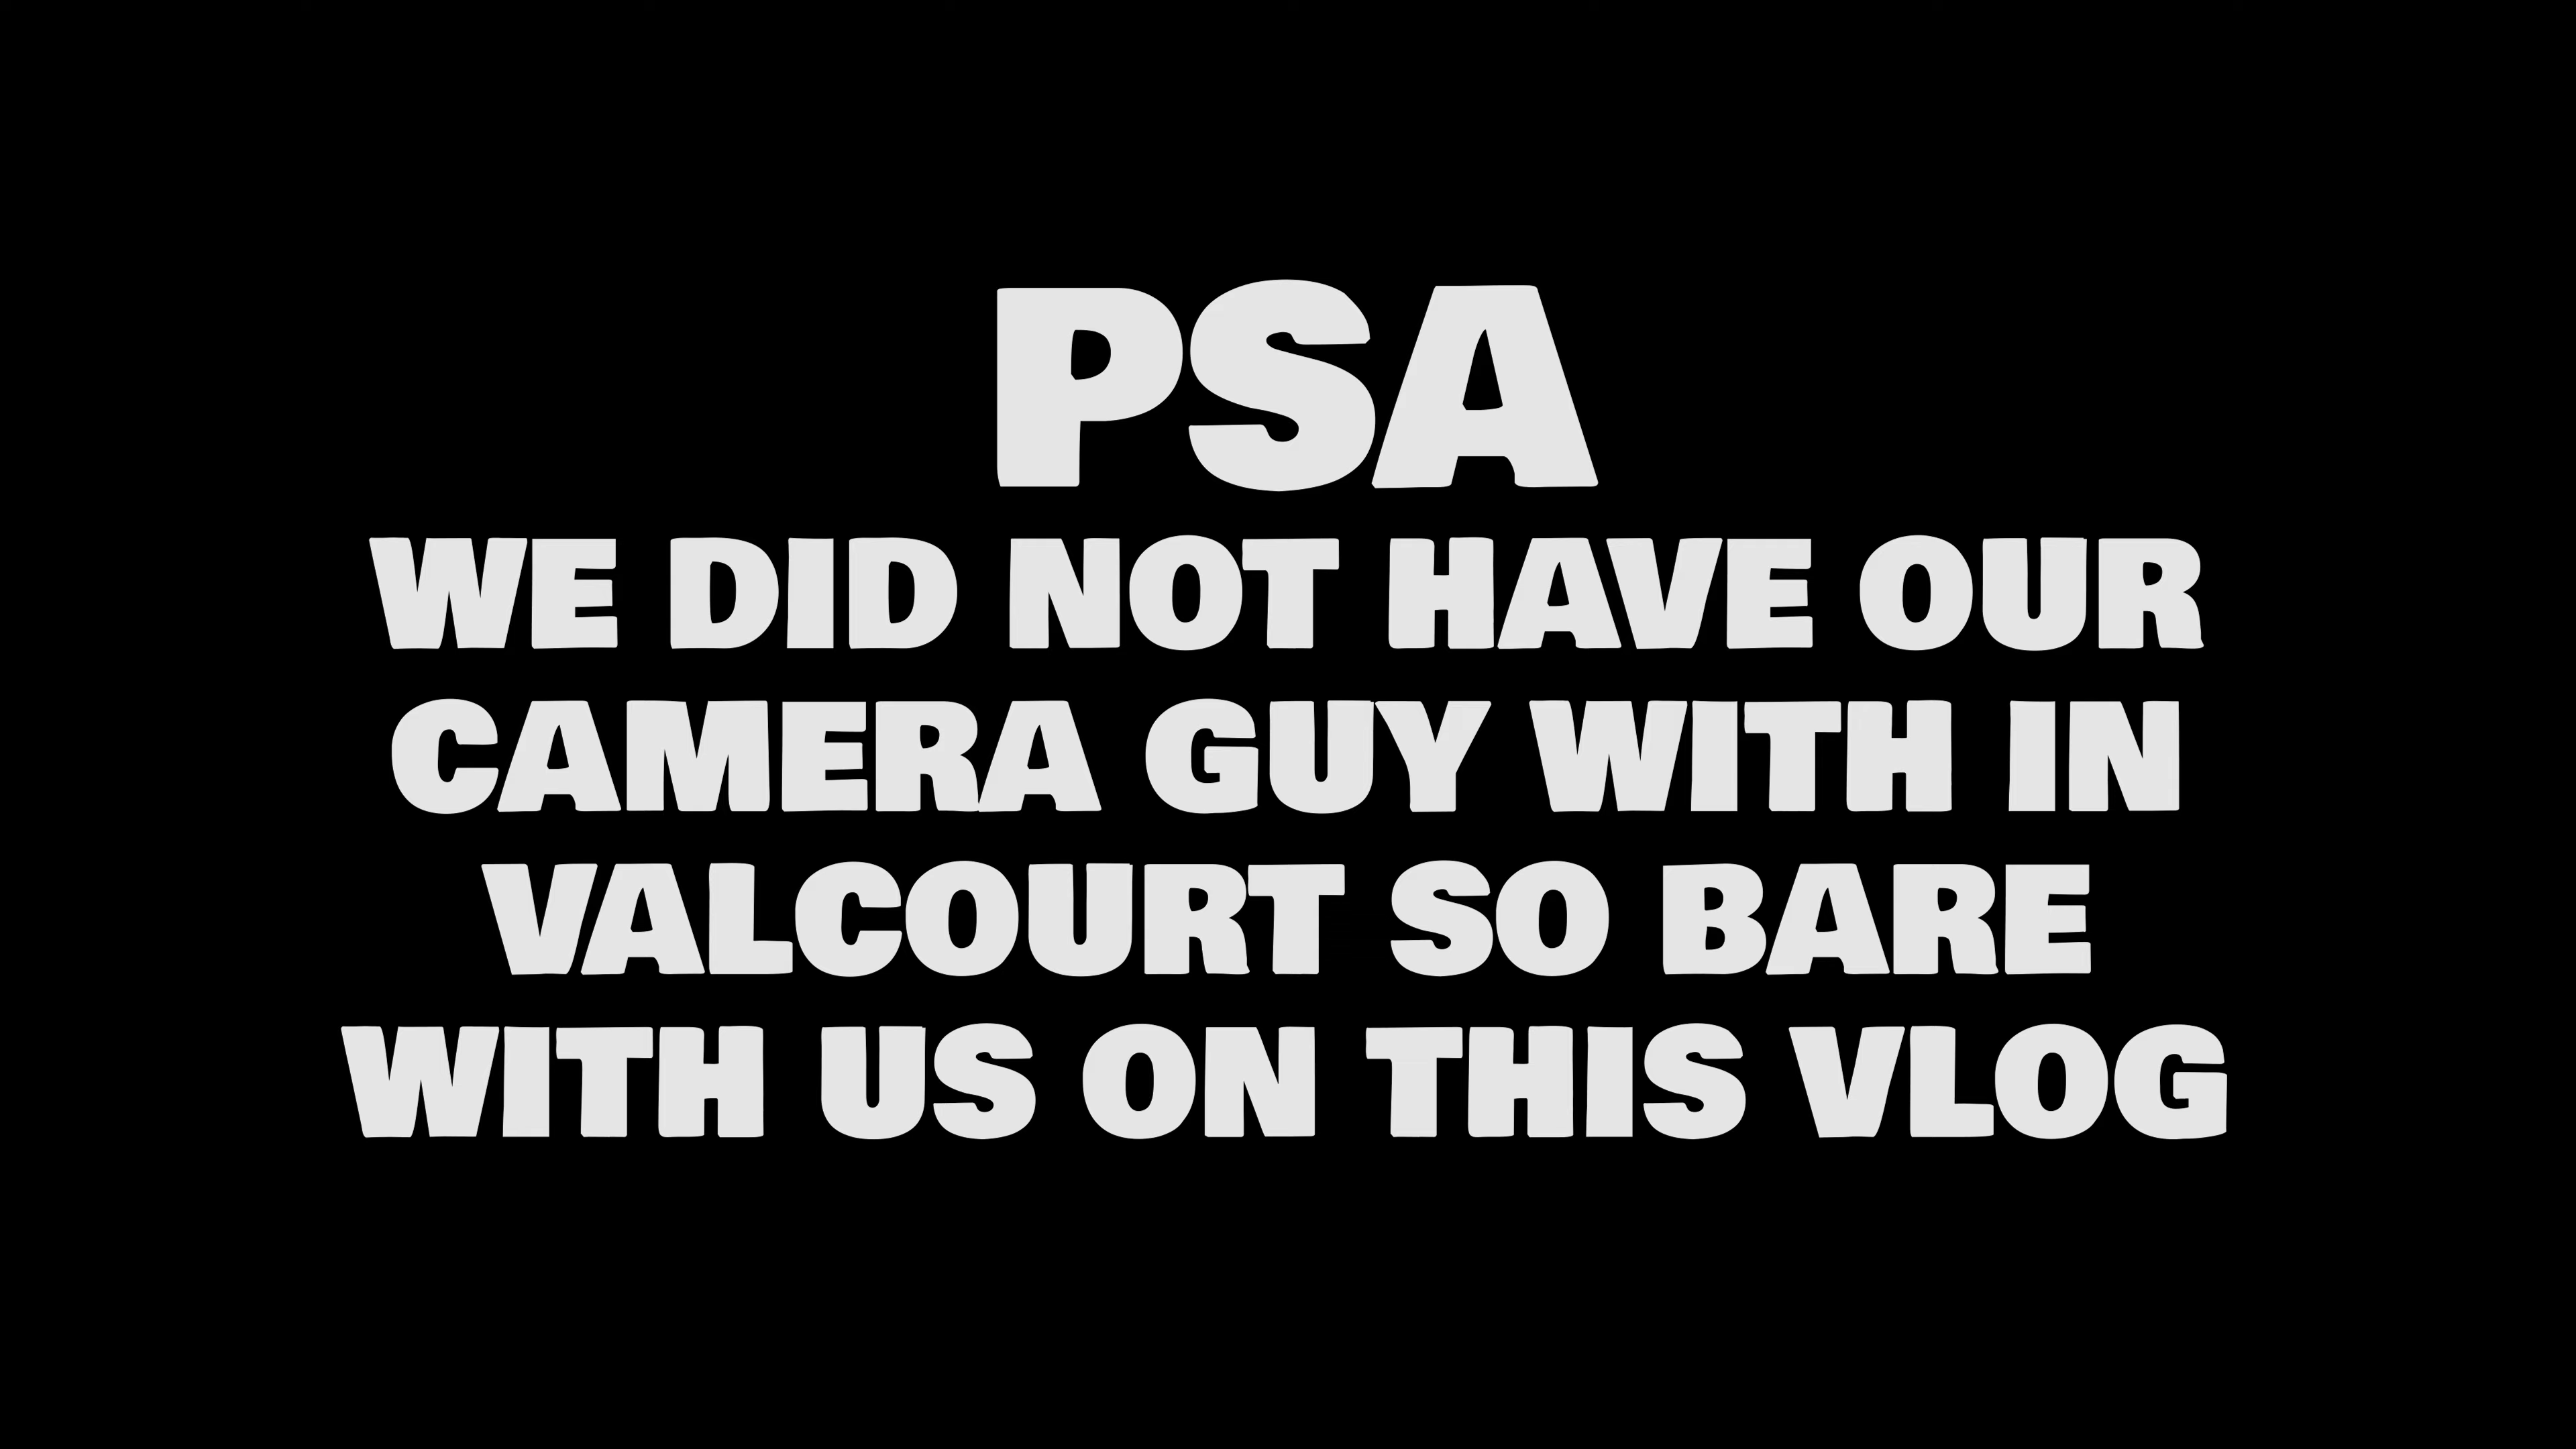 PSA
WE DID NOT HAVE OUR
CAMERA GUY WITH IN
VALCOURT SO BARE
WITH US ON THIS VLOG